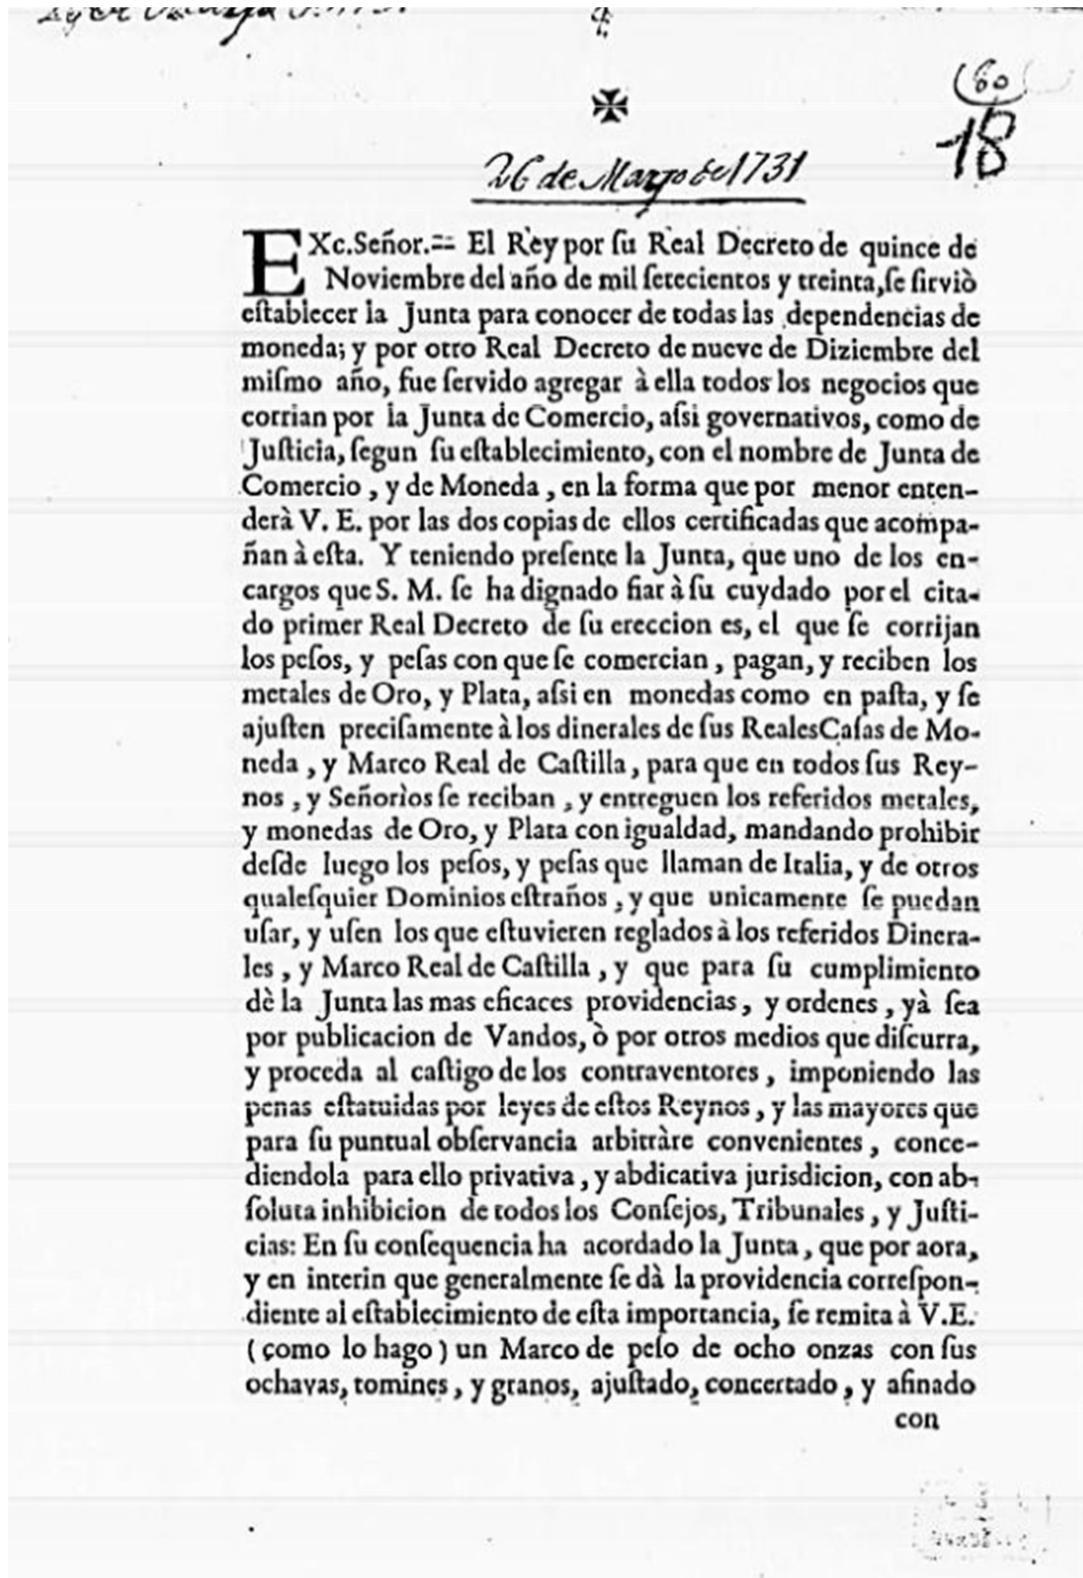 (60
✠
18
26 de Marzo de 1731
EXc.Señor.== El Rey por ſu Real Decreto de quince de
Noviembre del año de mil ſetecientos y treinta, ſe ſirviò
eſtablecer la Junta para conocer de todas las dependencias de
moneda; y por otro Real Decreto de nueve de Diziembre del
miſmo año, fue ſervido agregar à ella todos los negocios que
corrian por la Junta de Comercio, aſsi governativos, como de
Juſticia, ſegun ſu eſtablecimiento, con el nombre de Junta de
Comercio, y de Moneda, en la forma que por menor enten-
derà V. E. por las dos copias de ellos certificadas que acompa-
ñan à eſta. Y teniendo preſente la Junta, que uno de los en-
cargos que S. M. ſe ha dignado fiar à ſu cuydado por el cita-
do primer Real Decreto de ſu ereccion es, el que ſe corrijan
los peſos, y peſas con que ſe comercian, pagan, y reciben los
metales de Oro, y Plata, aſsi en monedas como en paſta, y ſe
ajuſten preciſamente à los dinerales de ſus Reales Caſas de Mo-
neda, y Marco Real de Caſtilla, para que en todos ſus Rey-
nos, y Señorìos ſe reciban, y entreguen los referidos metales,
y monedas de Oro, y Plata con igualdad, mandando prohibir
deſde luego los peſos, y peſas que llaman de Italia, y de otros
qualeſquier Dominios eſtraños, y que unicamente ſe puedan
uſar, y uſen los que eſtuvieren reglados à los referidos Dinera-
les, y Marco Real de Caſtilla, y que para ſu cumplimiento
dè la Junta las mas eficaces providencias, y ordenes, yà ſea
por publicacion de Vandos, ò por otros medios que diſcurra,
y proceda al caſtigo de los contraventores, imponiendo las
penas eſtatuidas por leyes de eſtos Reynos, y las mayores que
para ſu puntual obſervancia arbitràre convenientes, conce-
diendola para ello privativa, y abdicativa jurisdicion, con ab-
ſoluta inhibicion de todos los Conſejos, Tribunales, y Juſti-
cias: En ſu conſequencia ha acordado la Junta, que por aora,
y en interin que generalmente ſe dà la providencia correſpon-
diente al eſtablecimiento de eſta importancia, ſe remita à V.E.
(como lo hago) un Marco de peſo de ocho onzas con ſus
ochavas, tomines, y granos, ajuſtado, concertado, y afinado
con